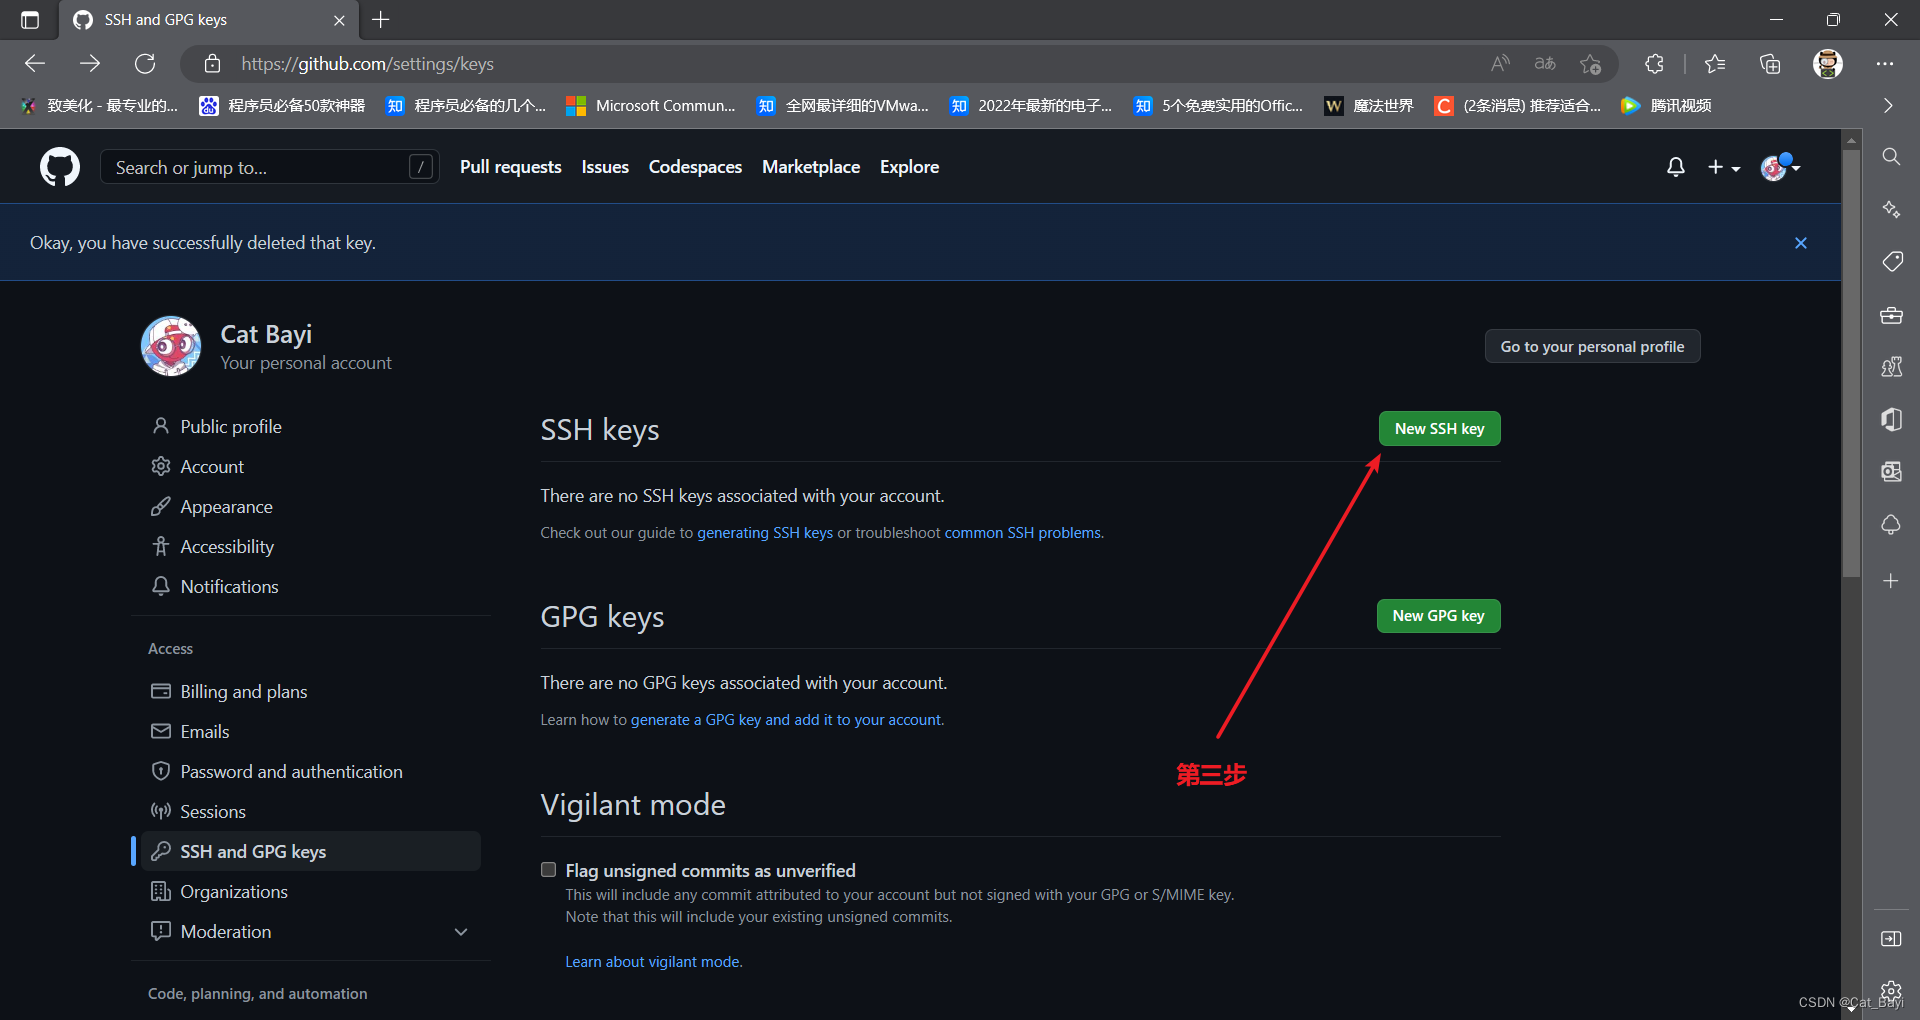 SSH and GPG keys
https://github.com/settings/keys
致美化 - 最专业的...
程序员必备50款神器
知 程序员必备的几个...
Microsoft Commun...
知 全网最详细的VMwa...
知 2022年最新的电子...
知 5个免费实用的Offic...
W 魔法世界
C (2条消息) 推荐适合...
腾讯视频
Search or jump to... /
Pull requests
Issues
Codespaces
Marketplace
Explore
Okay, you have successfully deleted that key.
Cat Bayi
Your personal account
Go to your personal profile
Public profile
Account
Appearance
Accessibility
Notifications
Access
Billing and plans
Emails
Password and authentication
Sessions
SSH and GPG keys
Organizations
Moderation
Code, planning, and automation
SSH keys
New SSH key
There are no SSH keys associated with your account.
Check out our guide to generating SSH keys or troubleshoot common SSH problems.
GPG keys
New GPG key
There are no GPG keys associated with your account.
Learn how to generate a GPG key and add it to your account.
第三步
Vigilant mode
Flag unsigned commits as unverified
This will include any commit attributed to your account but not signed with your GPG or S/MIME key.
Note that this will include your existing unsigned commits.
Learn about vigilant mode.
CSDN @Cat_Bayi